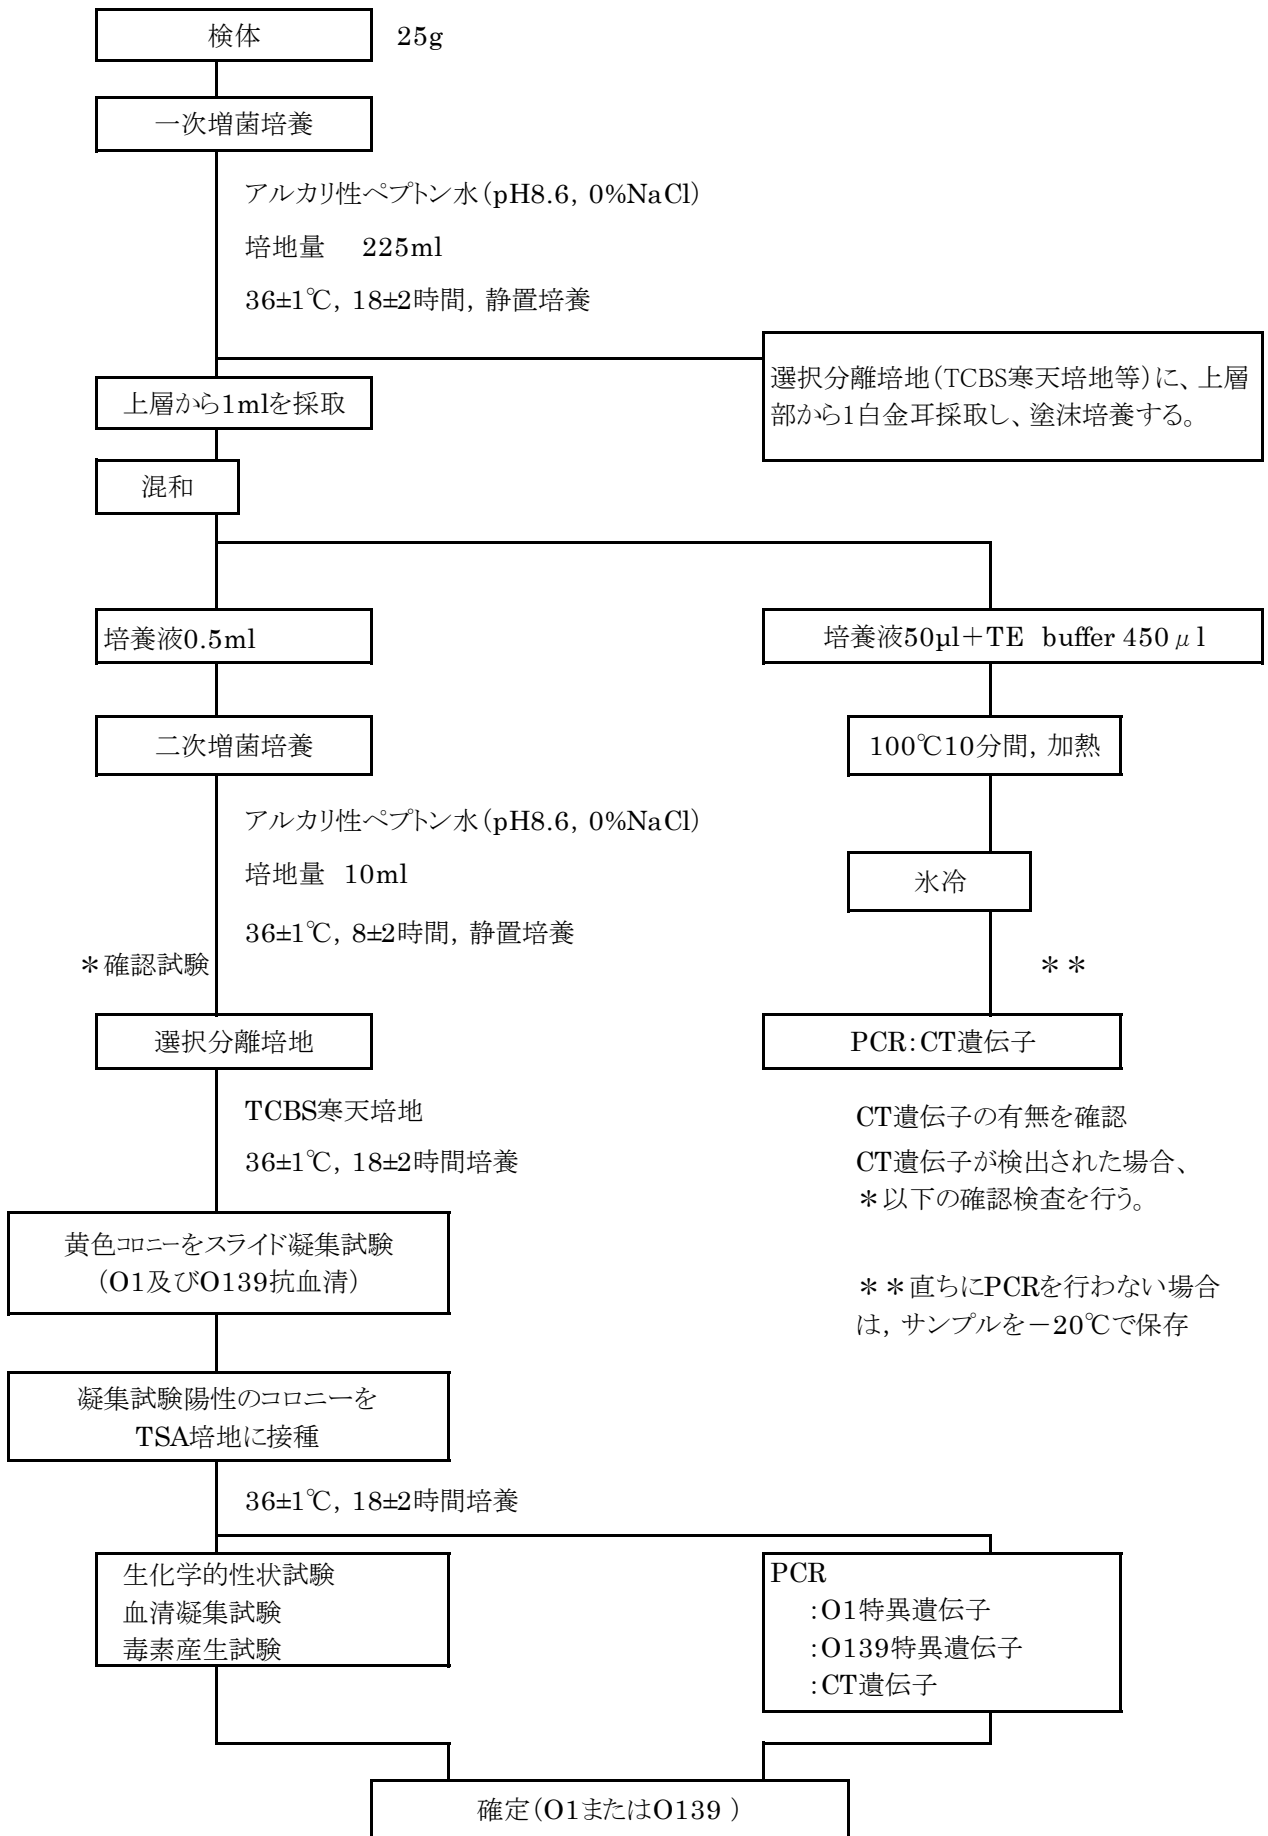 検体
25g
一次増菌培養
アルカリ性ペプトン水(pH8.6, 0%NaCl)
培地量 225ml
36±1℃, 18±2時間, 静置培養
選択分離培地(TCBS寒天培地等)に、上層
部から1白金耳採取し、塗沫培養する。
上層から1mlを採取
混和
培養液0.5ml
培養液50µl+TE buffer 450μl
二次増菌培養
100℃10分間, 加熱
アルカリ性ペプトン水(pH8.6, 0%NaCl)
培地量 10ml
36±1℃, 8±2時間, 静置培養
氷冷
*確認試験
**
選択分離培地
PCR:CT遺伝子
TCBS寒天培地
36±1℃, 18±2時間培養
CT遺伝子の有無を確認
CT遺伝子が検出された場合、
*以下の確認検査を行う。
黄色コロニーをスライド凝集試験
(O1及びO139抗血清)
**直ちにPCRを行わない場合
は, サンプルを-20℃で保存
凝集試験陽性のコロニーを
TSA培地に接種
36±1℃, 18±2時間培養
生化学的性状試験
血清凝集試験
毒素産生試験
PCR
:O1特異遺伝子
:O139特異遺伝子
:CT遺伝子
確定(O1またはO139 )